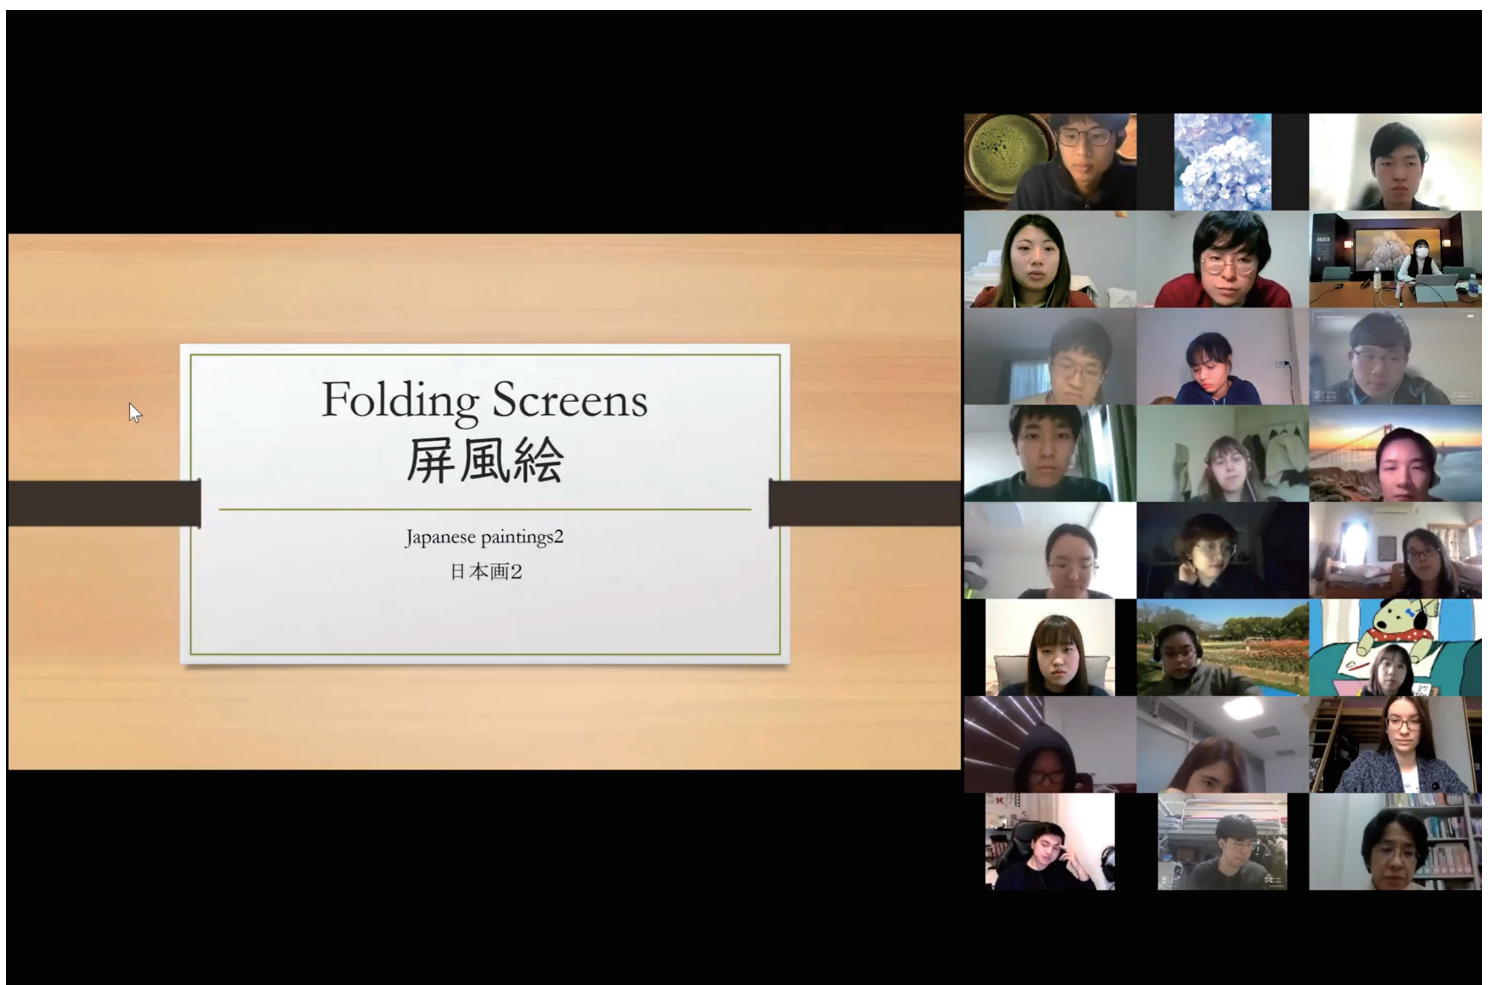 Folding Screens
屏風絵
Japanese paintings2
日本画2